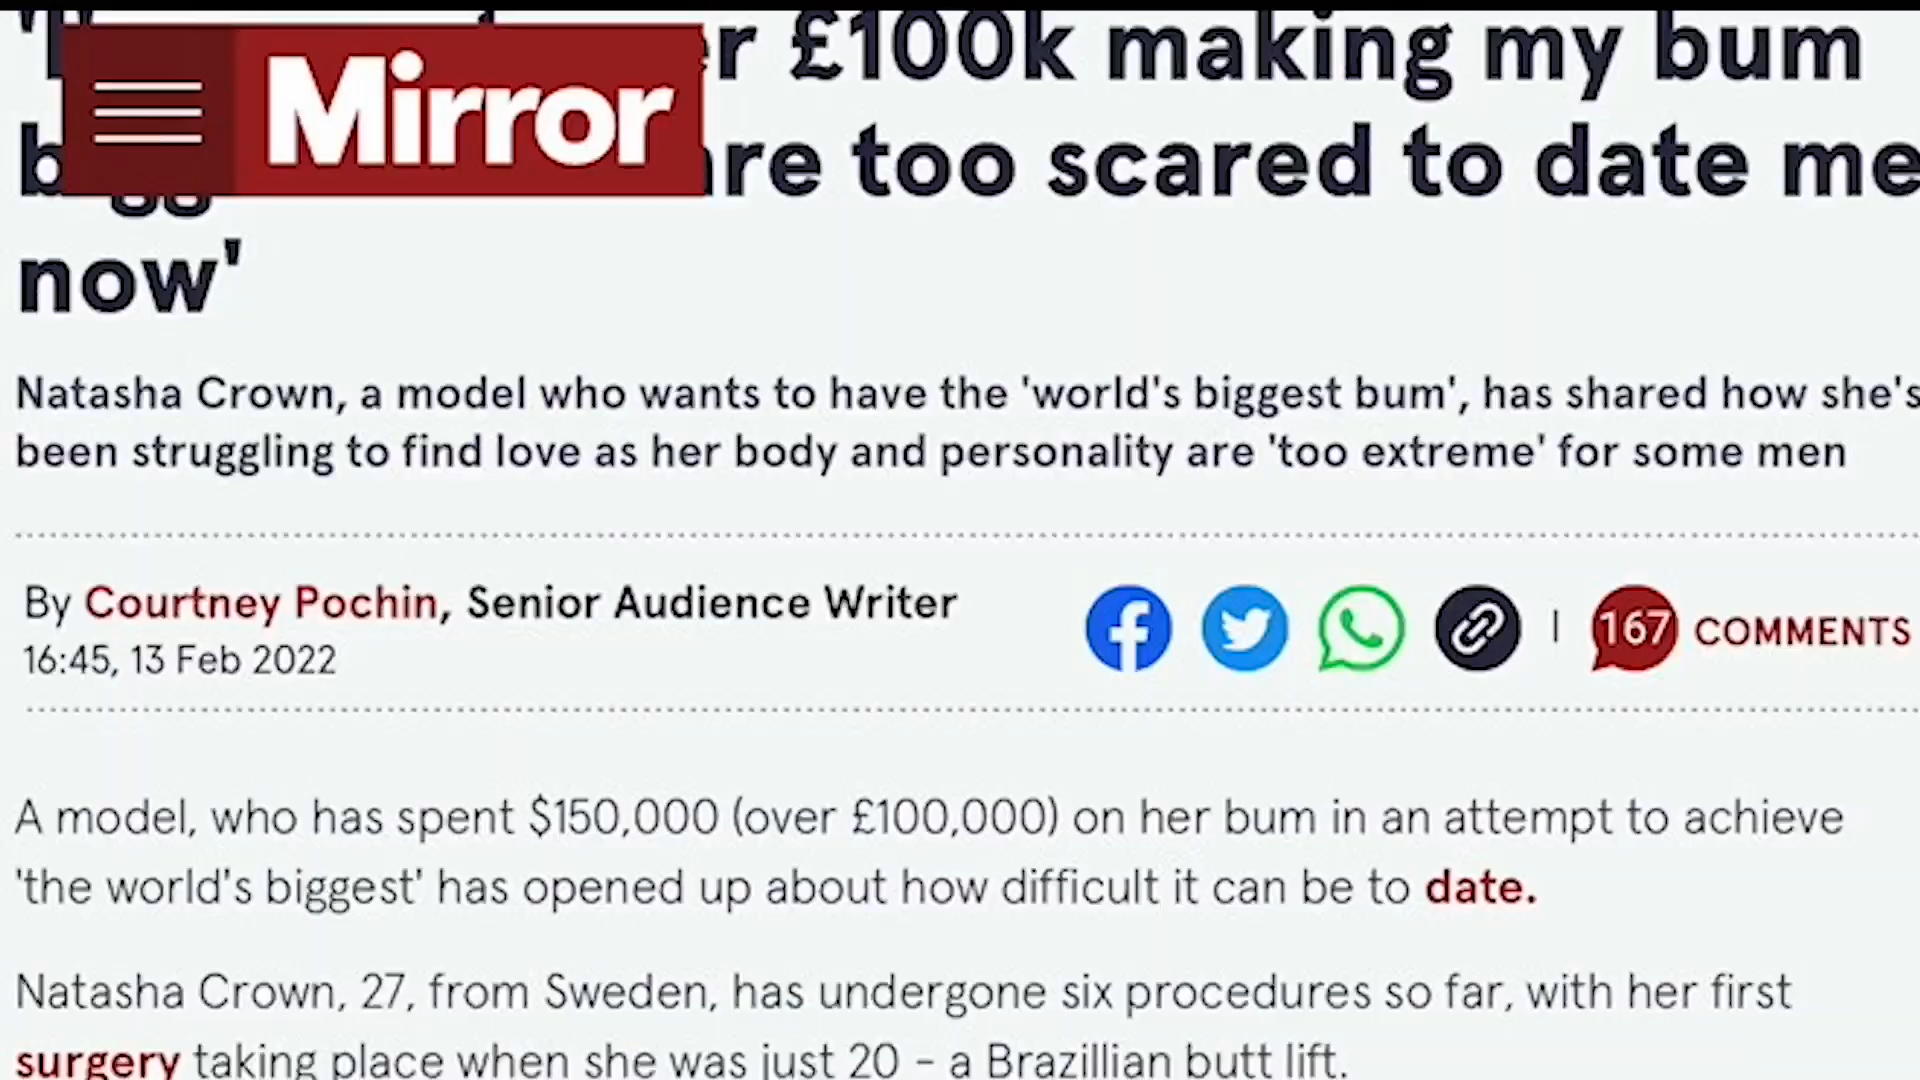 r £100k making my bum
Mirror
re too scared to date me
now'
Natasha Crown, a model who wants to have the 'world's biggest bum', has shared how she's
been struggling to find love as her body and personality are 'too extreme' for some men
By Courtney Pochin, Senior Audience Writer
16:45, 13 Feb 2022
167 COMMENTS
A model, who has spent $150,000 (over £100,000) on her bum in an attempt to achieve
'the world's biggest' has opened up about how difficult it can be to date.
Natasha Crown, 27, from Sweden, has undergone six procedures so far, with her first
surgery taking place when she was just 20 – a Brazillian butt lift.